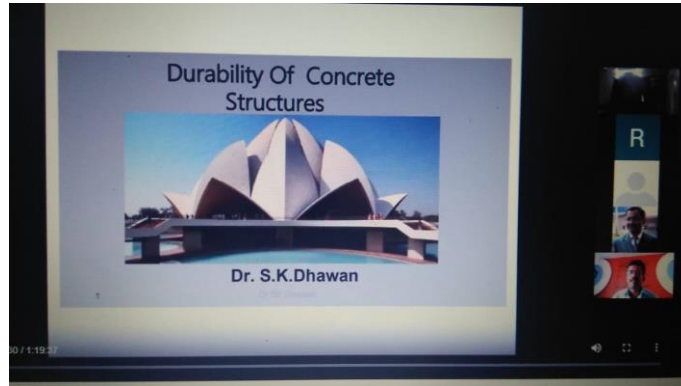 Durability Of Concrete
Structures
Dr. S.K.Dhawan
R
/ 1:19:37